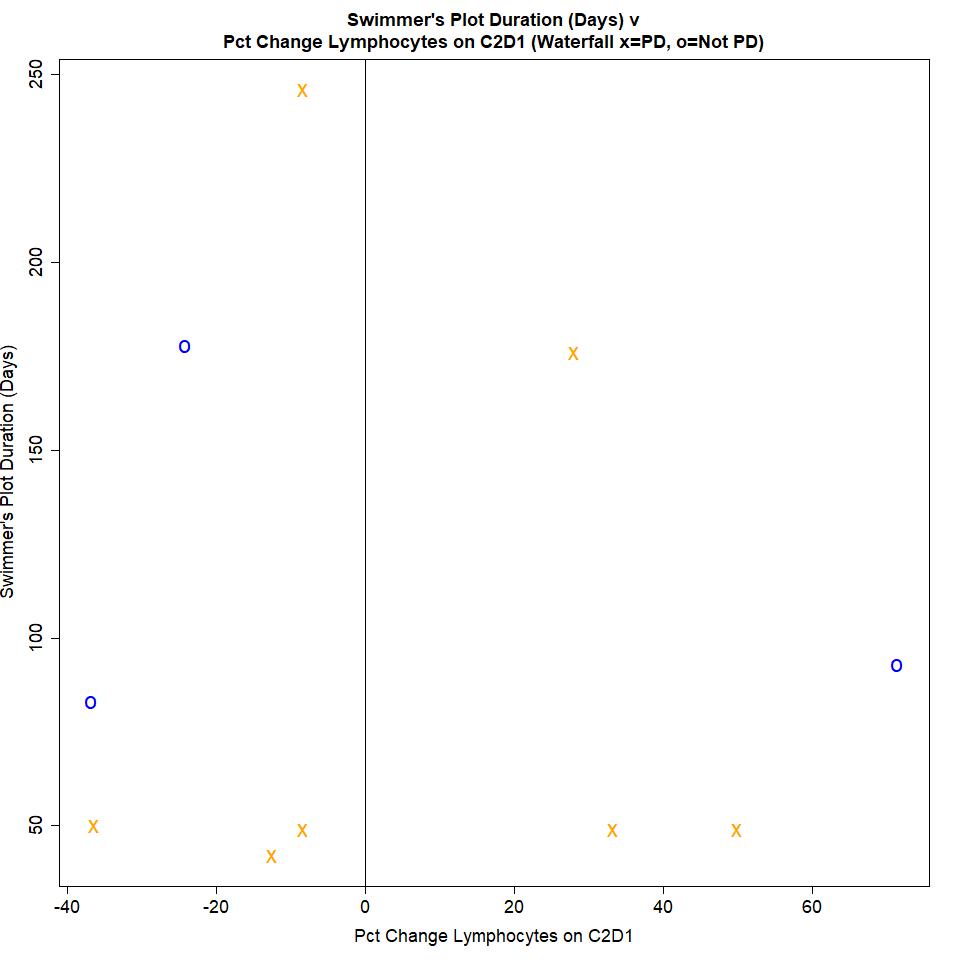 Swimmer's Plot Duration (Days) v
Pct Change Lymphocytes on C2D1 (Waterfall x=PD, o=Not PD)
Swimmer's Plot Duration (Days)
250
200
150
100
50
X
O
X
O
O
X
X
X
X
X
-40 -20 0 20 40 60
Pct Change Lymphocytes on C2D1